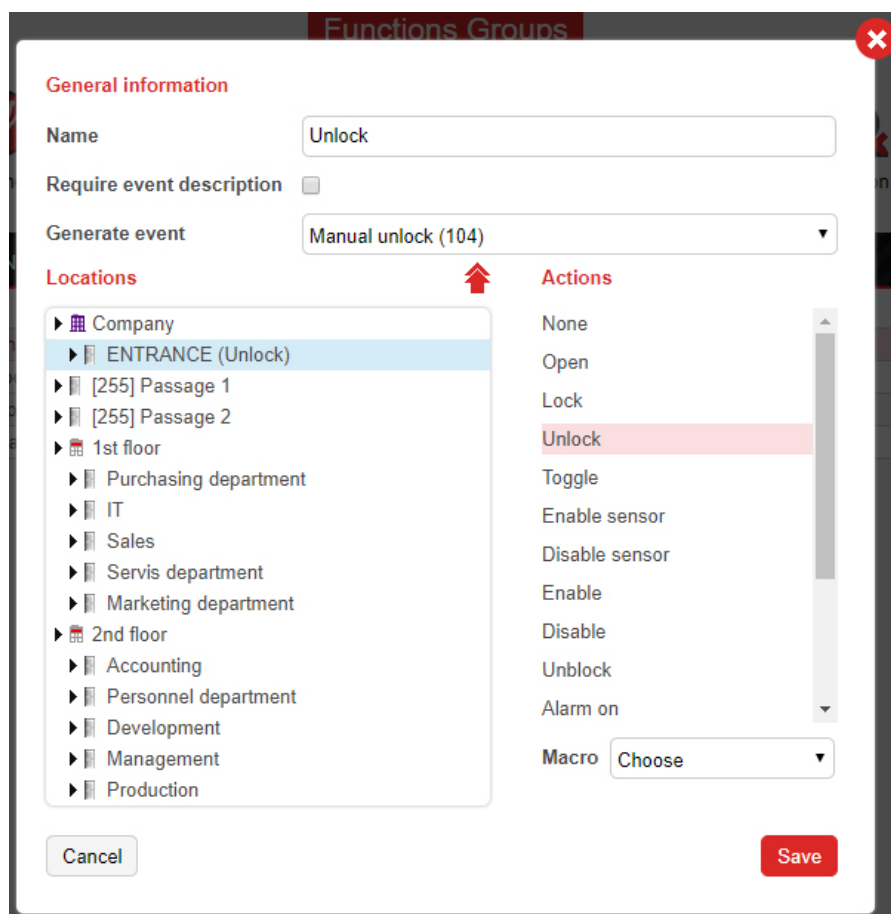 Functions Groups
General information
Name Unlock
Require event description
Generate event Manual unlock (104)
Locations
Company
ENTRANCE (Unlock)
[255] Passage 1
[255] Passage 2
1st floor
Purchasing department
IT
Sales
Servis department
Marketing department
2nd floor
Accounting
Personnel department
Development
Management
Production
Actions
None
Open
Lock
Unlock
Toggle
Enable sensor
Disable sensor
Enable
Disable
Unblock
Alarm on
Macro Choose
Cancel
Save